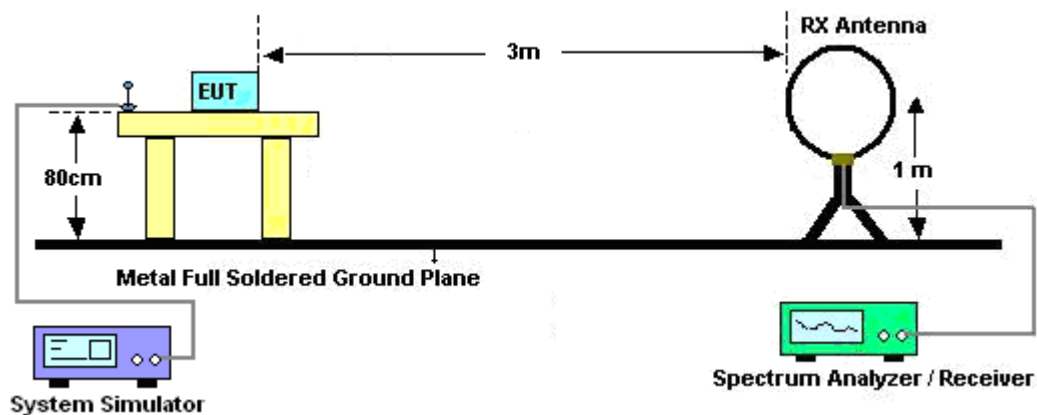 RX Antenna
3m
EUT
80cm
1 m
Metal Full Soldered Ground Plane
System Simulator
Spectrum Analyzer / Receiver